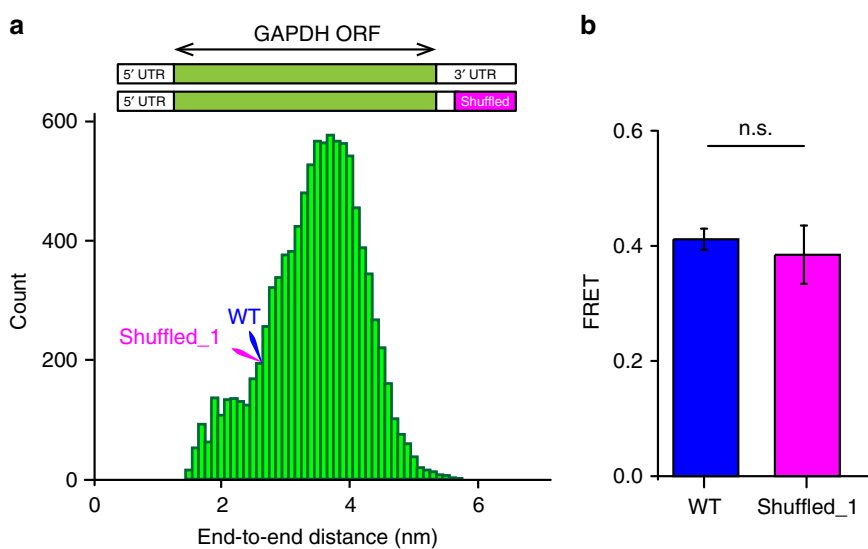 a
GAPDH ORF
5′ UTR
3′ UTR
5′ UTR
Shuffled
600
400
200
0
Count
WT
Shuffled_1
0
2
4
6
End-to-end distance (nm)
b
n.s.
0.6
0.4
0.2
0.0
FRET
WT
Shuffled_1